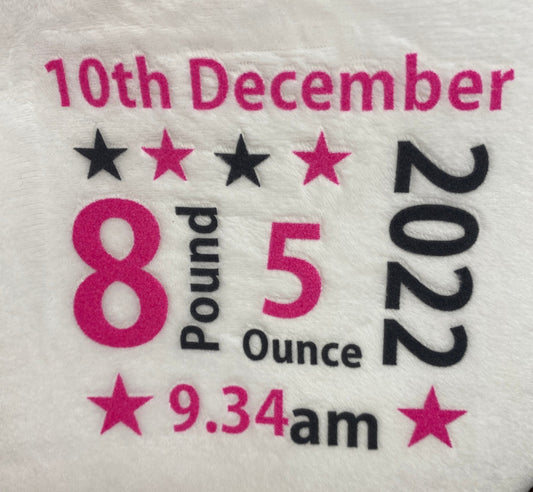 10th December
2022
8 Pound 5 Ounce
9.34am